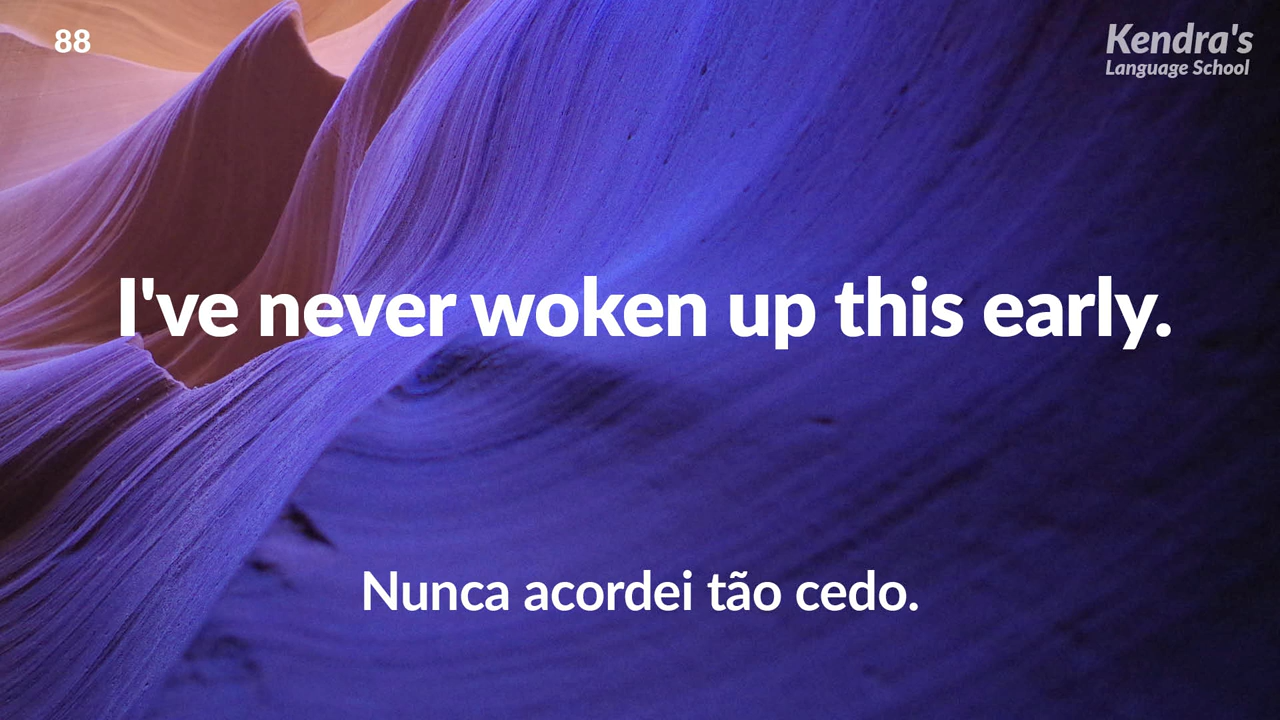 88
Kendra's
Language School
I've never woken up this early.
Nunca acordei tão cedo.